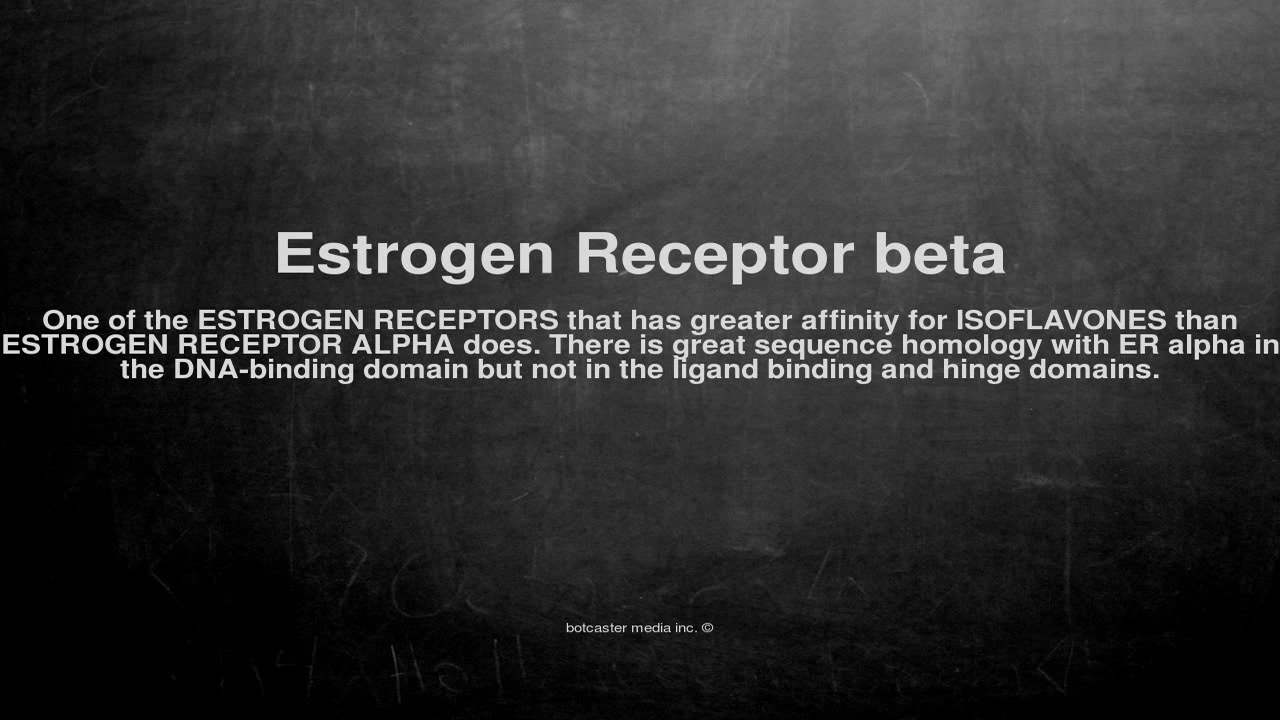 Estrogen Receptor beta
One of the ESTROGEN RECEPTORS that has greater affinity for ISOFLAVONES than
ESTROGEN RECEPTOR ALPHA does. There is great sequence homology with ER alpha in
the DNA-binding domain but not in the ligand binding and hinge domains.
botcaster media inc. ©